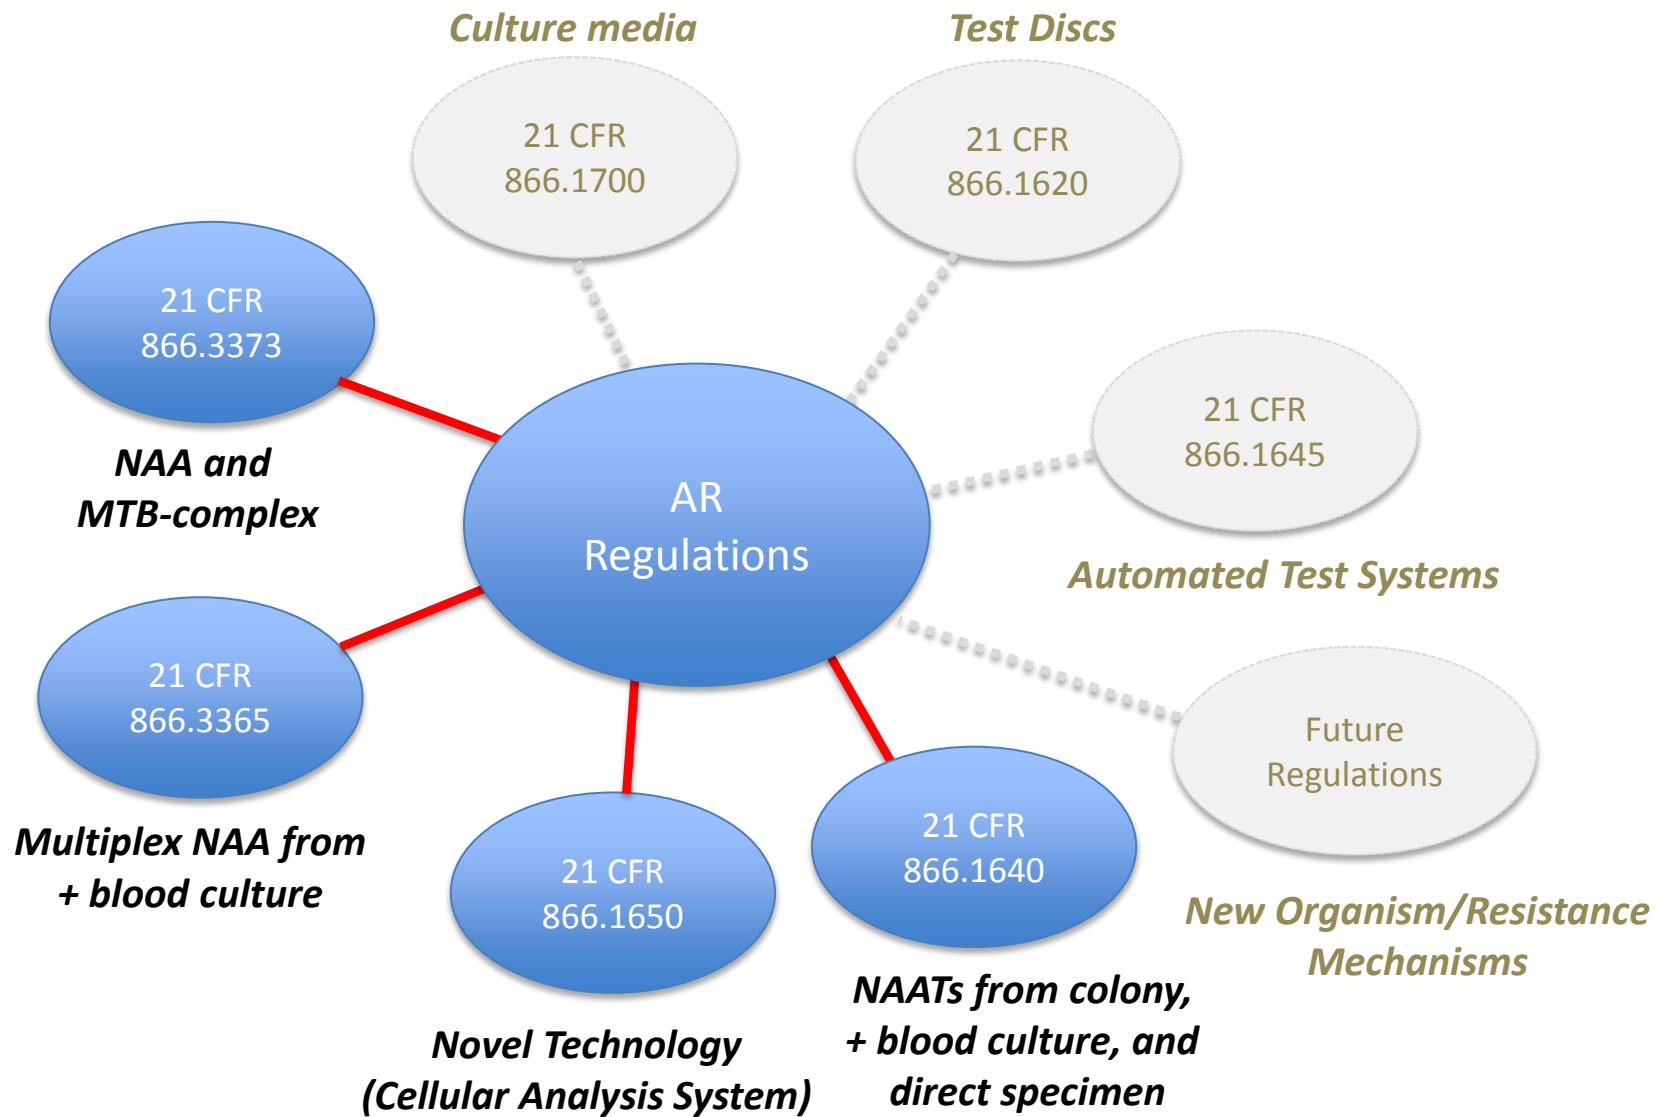 Culture media
Test Discs
21 CFR
866.1700
21 CFR
866.1620
21 CFR
866.3373
NAA and
MTB-complex
AR
Regulations
21 CFR
866.1645
Automated Test Systems
21 CFR
866.3365
Multiplex NAA from
+ blood culture
21 CFR
866.1650
Novel Technology
(Cellular Analysis System)
21 CFR
866.1640
NAATs from colony,
+ blood culture, and
direct specimen
Future
Regulations
New Organism/Resistance
Mechanisms